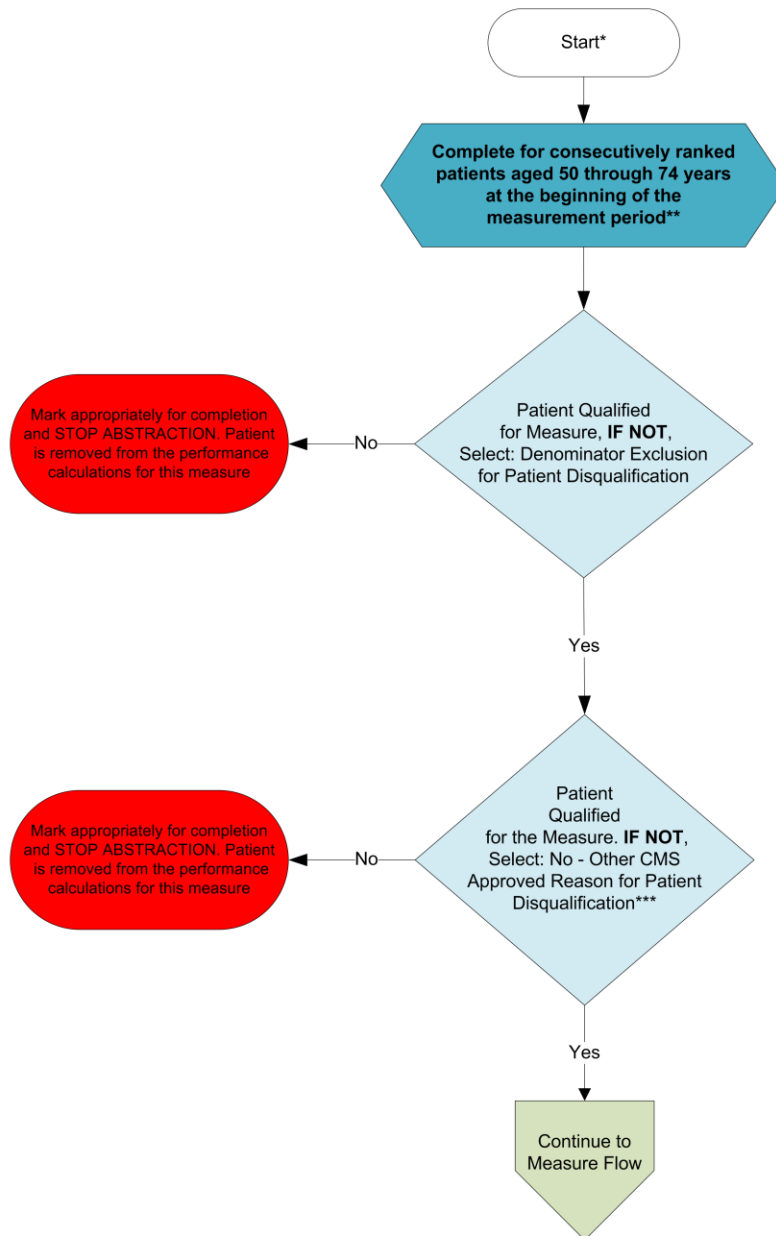 Start*
Complete for consecutively ranked
patients aged 50 through 74 years
at the beginning of the
measurement period**
Patient Qualified
for Measure, IF NOT,
Select: Denominator Exclusion
for Patient Disqualification
No
Mark appropriately for completion
and STOP ABSTRACTION. Patient
is removed from the performance
calculations for this measure
Yes
Patient
Qualified
for the Measure. IF NOT,
Select: No - Other CMS
Approved Reason for Patient
Disqualification***
No
Mark appropriately for completion
and STOP ABSTRACTION. Patient
is removed from the performance
calculations for this measure
Yes
Continue to
Measure Flow